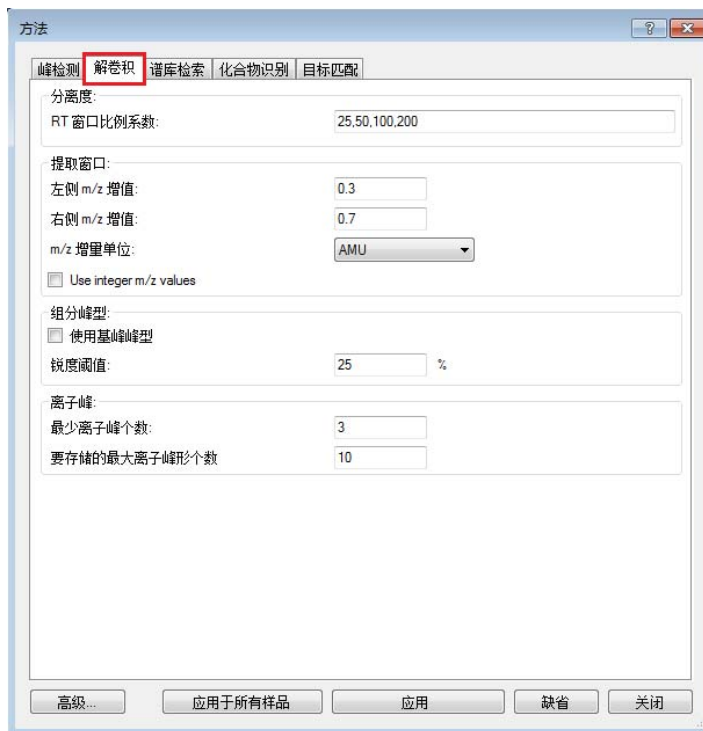 方法
峰检测 解卷积 谱库检索 化合物识别 目标匹配
分离度:
RT 窗口比例系数: 25,50,100,200
提取窗口:
左侧 m/z 增值: 0.3
右侧 m/z 增值: 0.7
m/z 增量单位: AMU
Use integer m/z values
组分峰型:
使用基峰峰型
锐度阈值: 25 %
离子峰:
最少离子峰个数: 3
要存储的最大离子峰形个数 10
高级... 应用于所有样品 应用 缺省 关闭